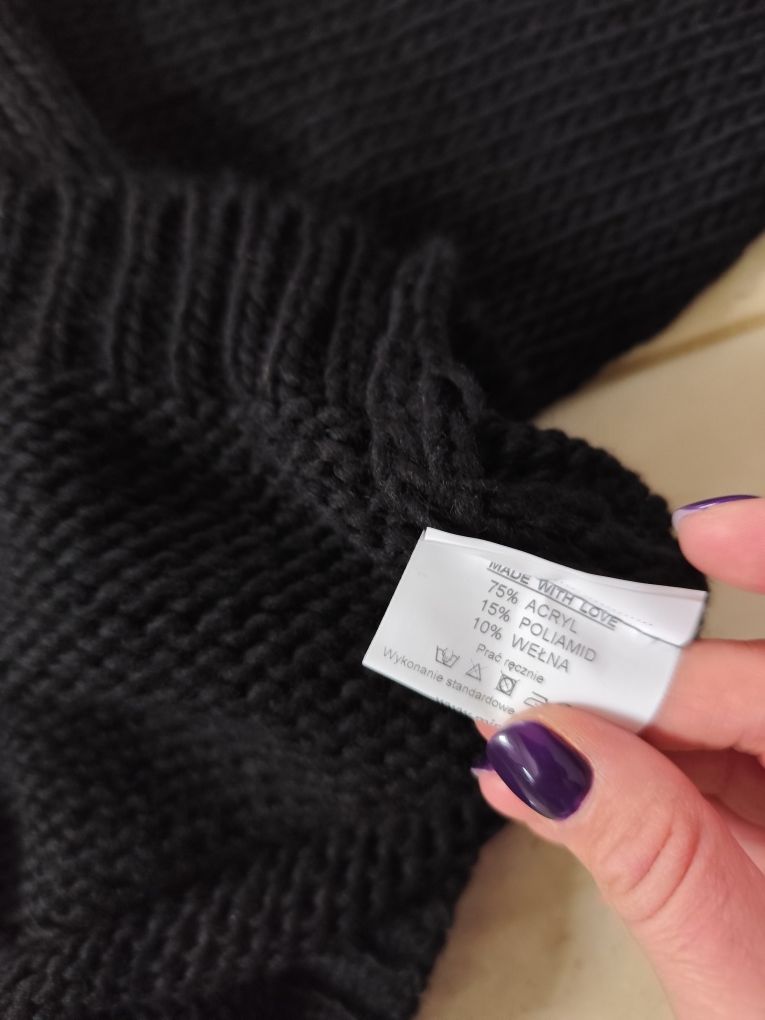 MADE WITH LOVE
75% ACRYL
15% POLIAMID
10% WEŁNA
Prać ręcznie
Wykonanie standardowe